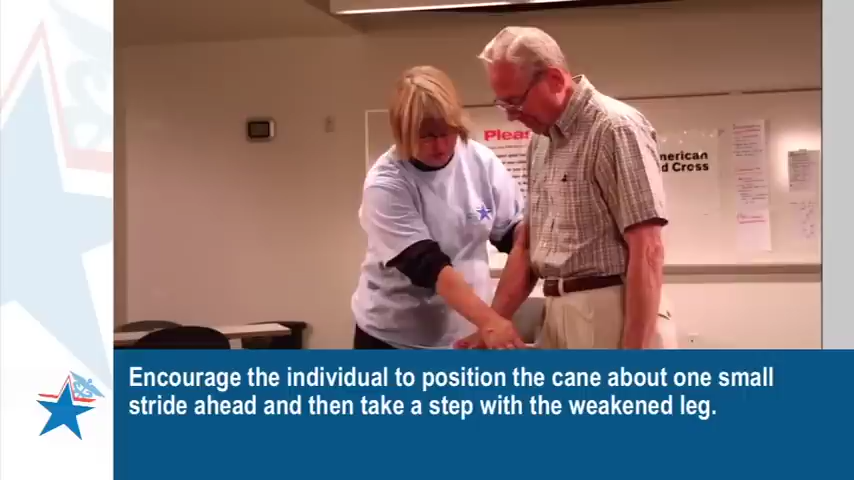 Pleas
merican
d Cross
Encourage the individual to position the cane about one small
stride ahead and then take a step with the weakened leg.